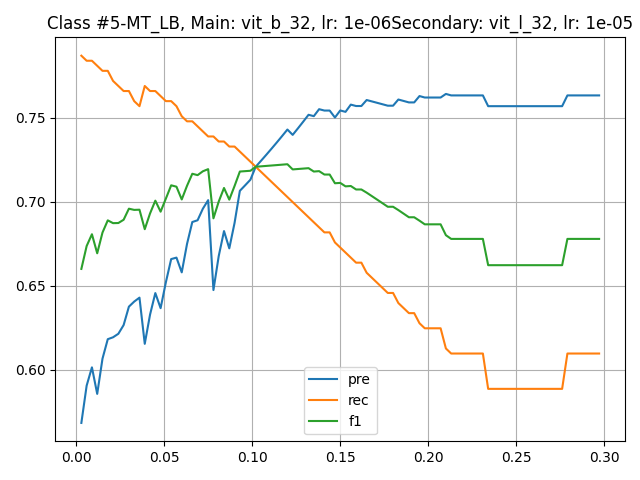 Class #5-MT_LB, Main: vit_b_32, lr: 1e-06Secondary: vit_l_32, lr: 1e-05
0.75
0.70
0.65
0.60
pre
rec
f1
0.00 0.05 0.10 0.15 0.20 0.25 0.30